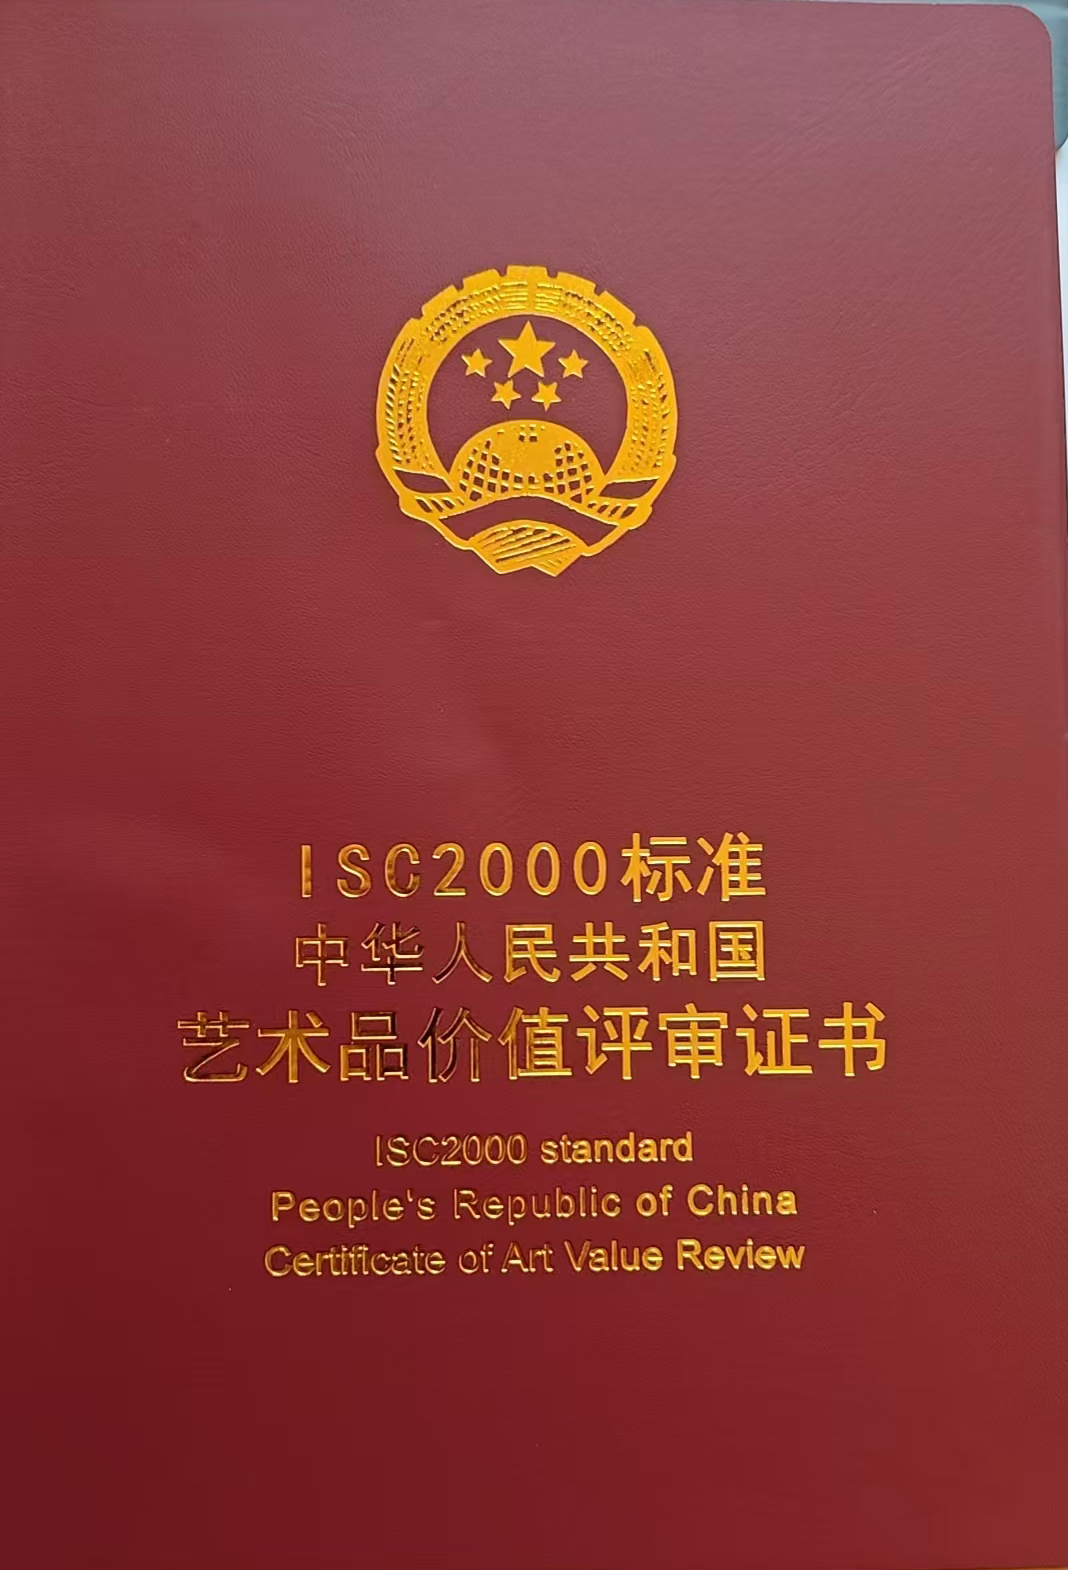 ISC2000标准
中华人民共和国
艺术品价值评审证书
ISC2000 standard
People's Republic of China
Certificate of Art Value Review